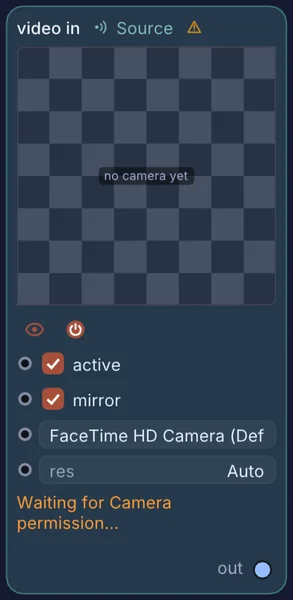 video in Source
no camera yet
active
mirror
FaceTime HD Camera (Def
res Auto
Waiting for Camera
permission...
out